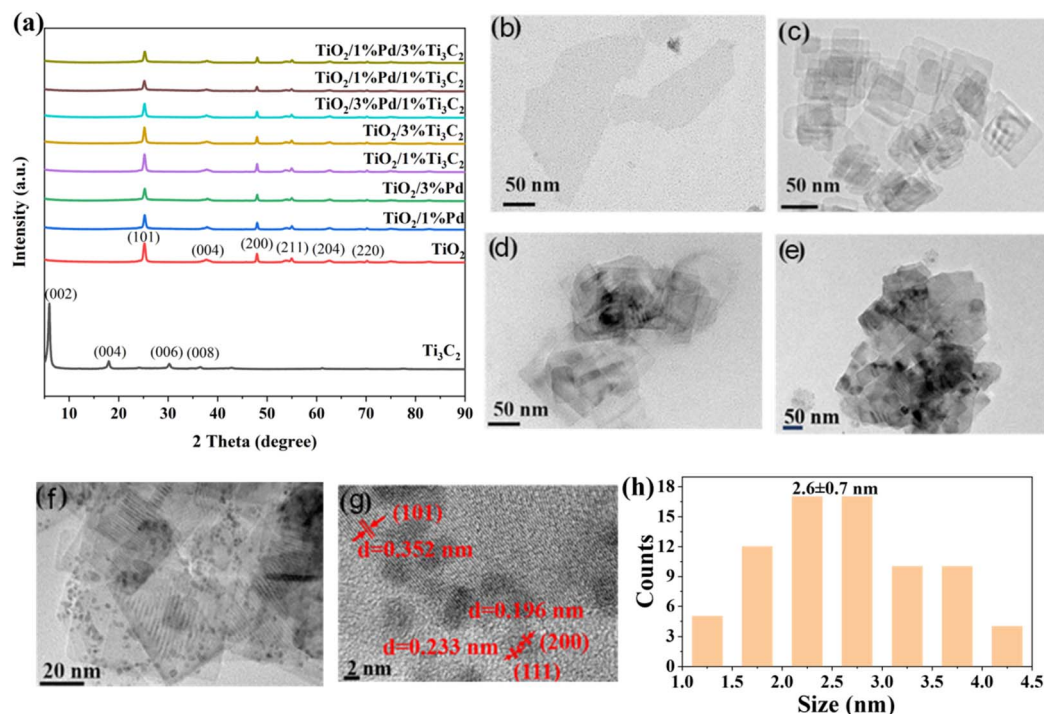 (a)
TiO2/1%Pd/3%Ti3C2
TiO2/1%Pd/1%Ti3C2
TiO2/3%Pd/1%Ti3C2
TiO2/3%Ti3C2
TiO2/1%Ti3C2
TiO2/3%Pd
TiO2/1%Pd
(101) (004) (200) (211) (204) (220) TiO2
(002)
(004) (006) (008) Ti3C2
Intensity (a.u.)
10 20 30 40 50 60 70 80 90
2 Theta (degree)
(b)
50 nm
(c)
50 nm
(d)
50 nm
(e)
50 nm
(f)
20 nm
(g)
(101)
d=0.352 nm
d=0.196 nm
d=0.233 nm (200)
(111)
2 nm
(h)
2.6±0.7 nm
Counts
18
15
12
9
6
3
0
1.0 1.5 2.0 2.5 3.0 3.5 4.0 4.5
Size (nm)